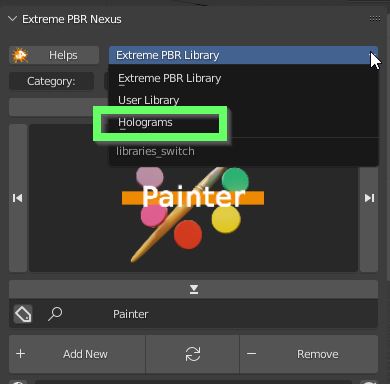 Extreme PBR Nexus
Helps
Extreme PBR Library
Category:
Extreme PBR Library
User Library
Holograms
libraries_switch
Painter
Painter
Add New
Remove